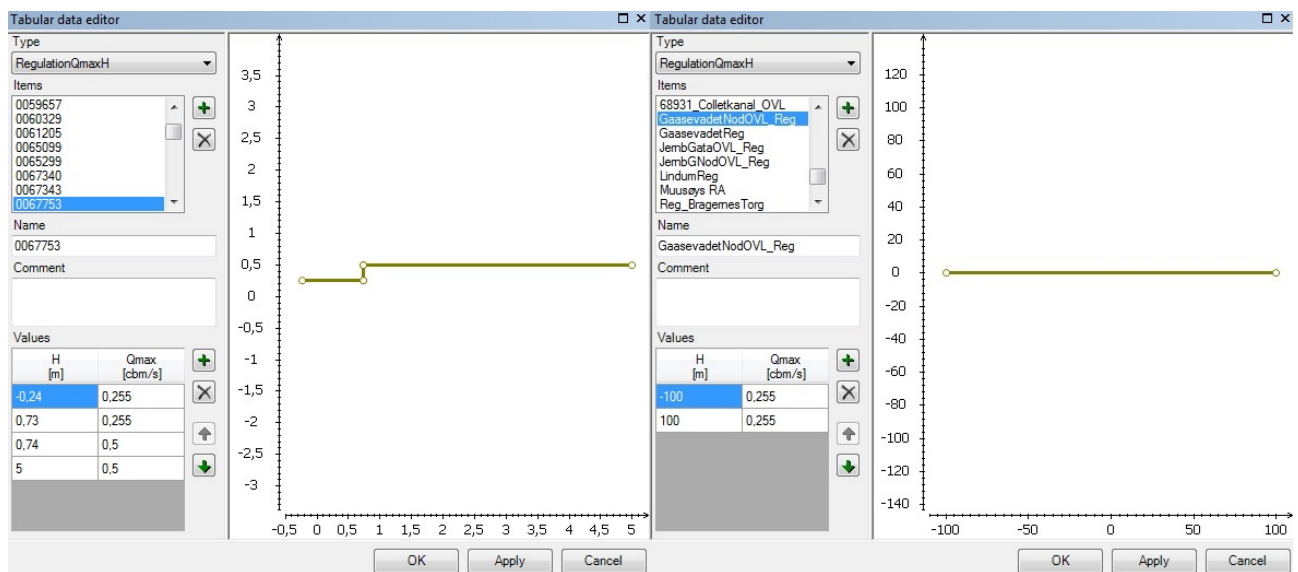 Tabular data editor
Type
RegulationQmaxH
Items
0059657
0060329
0061205
0065099
0065299
0067340
0067343
0067753
Name
0067753
Comment
Values
H [m] Qmax [cbm/s]
-0,24 0,255
0,73 0,255
0,74 0,5
5 0,5
3,5
3
2,5
2
1,5
1
0,5
0
-0,5
-1
-1,5
-2
-2,5
-3
-0,5 0 0,5 1 1,5 2 2,5 3 3,5 4 4,5 5
OK Apply Cancel
Tabular data editor
Type
RegulationQmaxH
Items
68931_Colletkanal_OVL
GaasevadetNodOVL_Reg
GaasevadetReg
JernbGataOVL_Reg
JernbGNodOVL_Reg
LindumReg
Muusøys RA
Reg_BragernesTorg
Name
GaasevadetNodOVL_Reg
Comment
Values
H [m] Qmax [cbm/s]
-100 0,255
100 0,255
120
100
80
60
40
20
0
-20
-40
-60
-80
-100
-120
-140
-100 -50 0 50 100
OK Apply Cancel